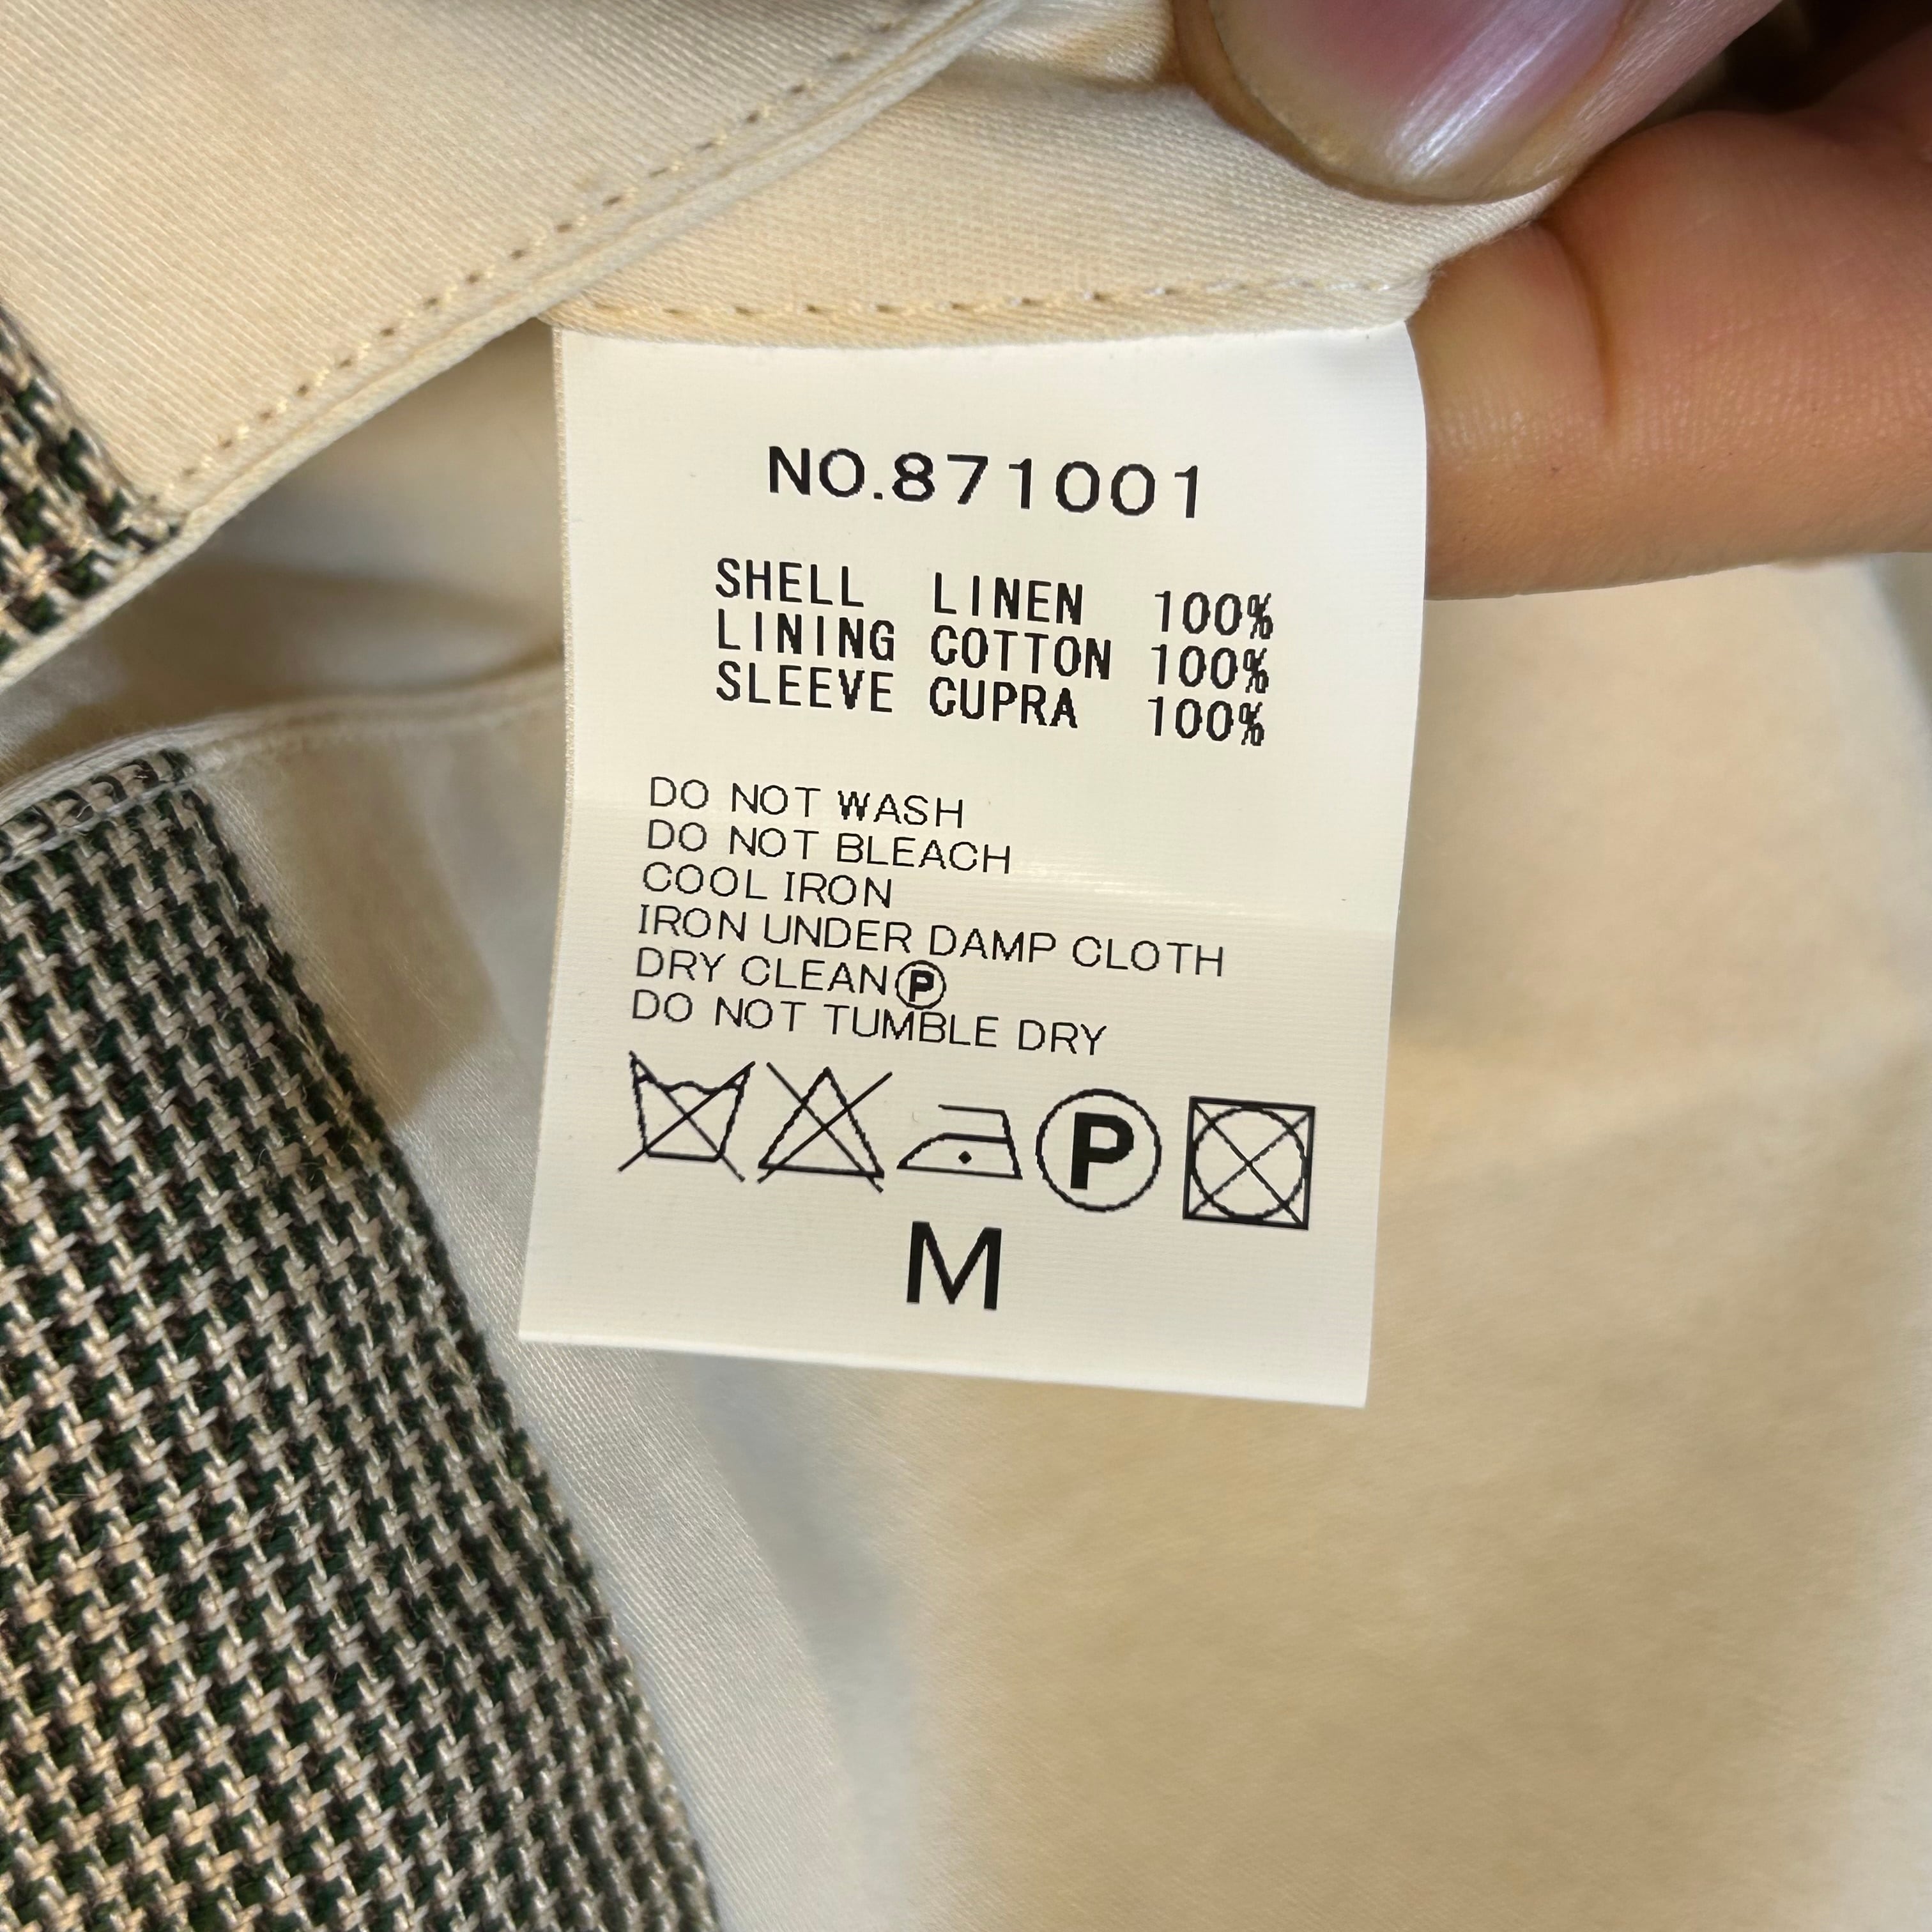 NO.871001
SHELL LINEN 100%
LINING COTTON 100%
SLEEVE CUPRA 100%
DO NOT WASH
DO NOT BLEACH
COOL IRON
IRON UNDER DAMP CLOTH
DRY CLEANⓅ
DO NOT TUMBLE DRY
P
M